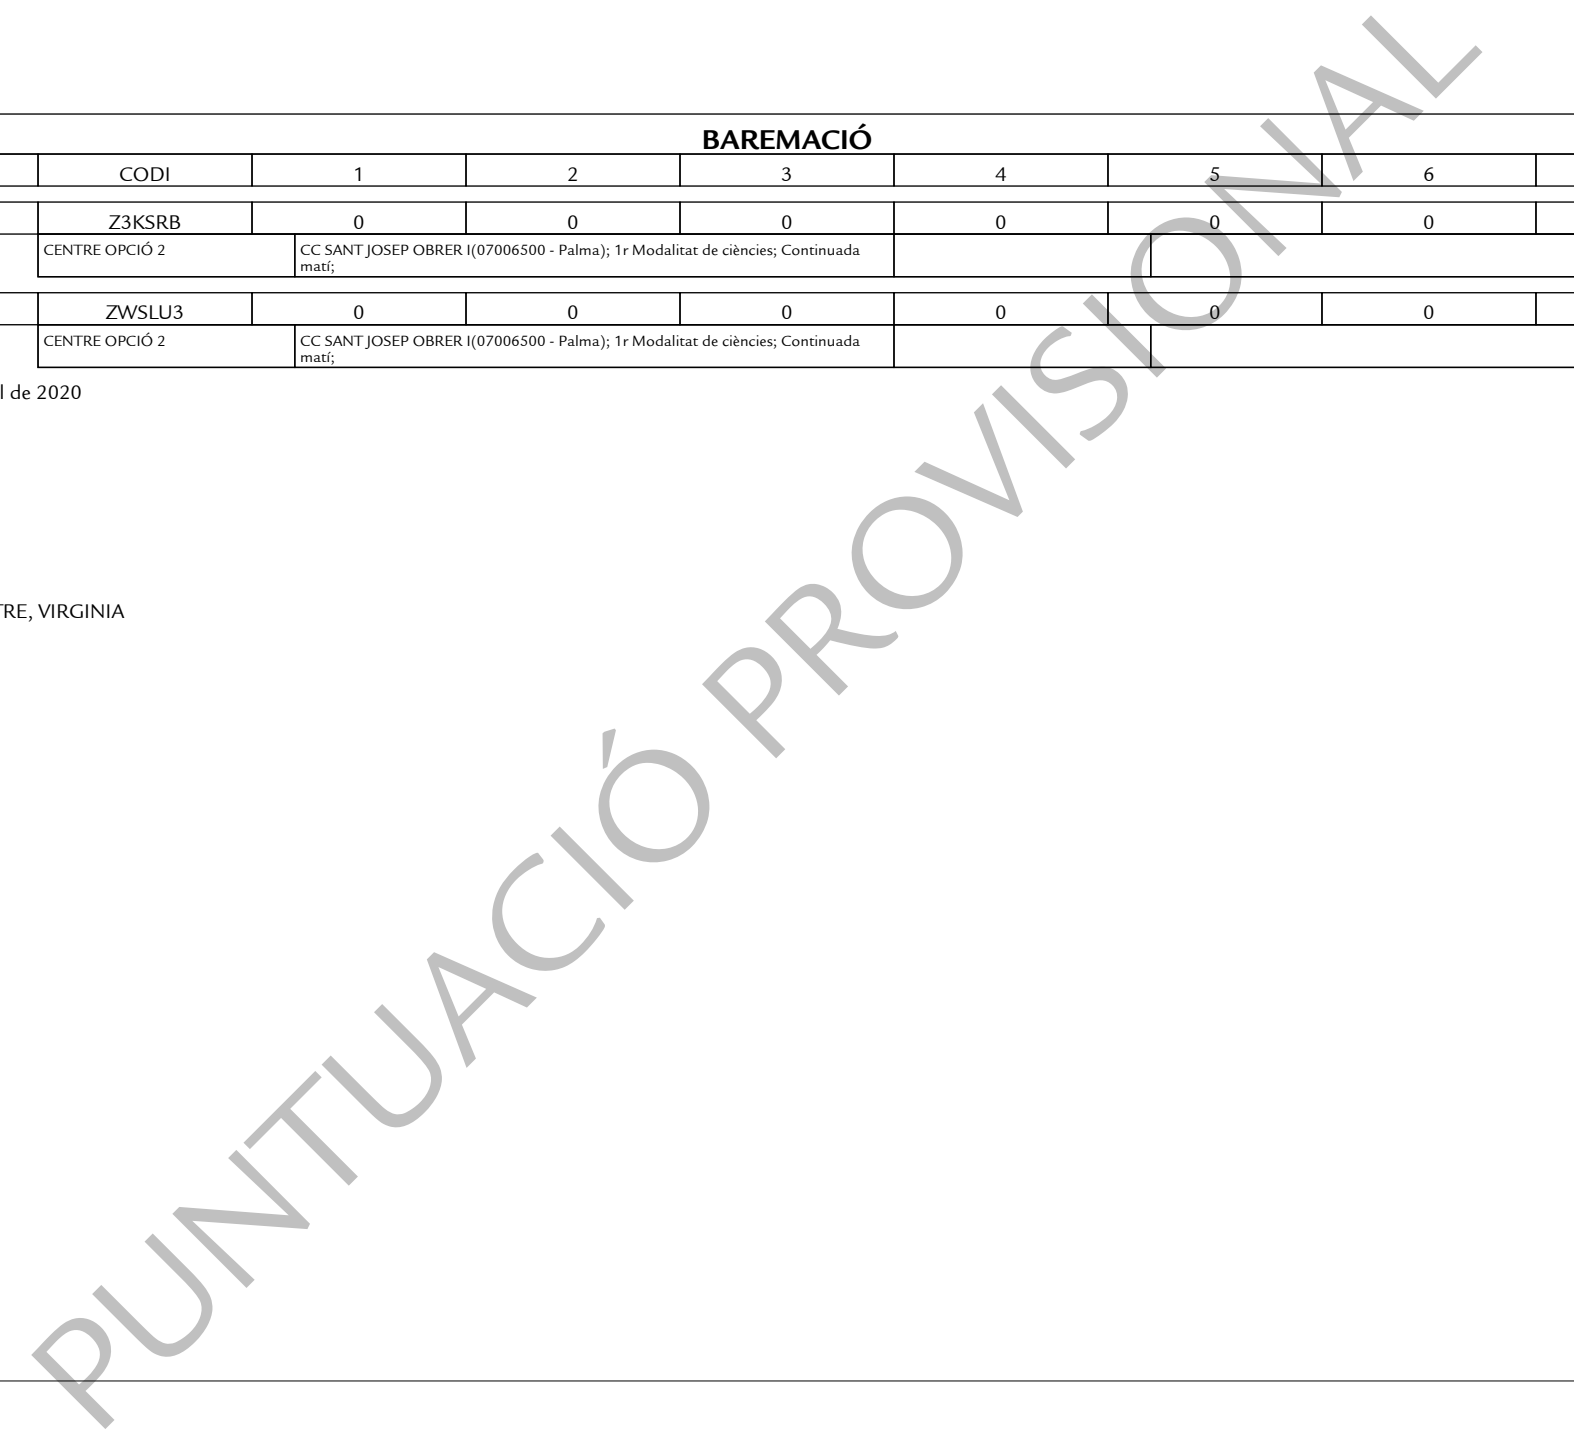 BAREMACIÓ
CODI 1 2 3 4 5 6
Z3KSRB 0 0 0 0 0 0
CENTRE OPCIÓ 2 CC SANT JOSEP OBRER I(07006500 - Palma); 1r Modalitat de ciències; Continuada
matí;
ZWSLU3 0 0 0 0 0 0
CENTRE OPCIÓ 2 CC SANT JOSEP OBRER I(07006500 - Palma); 1r Modalitat de ciències; Continuada
matí;
l de 2020
TRE, VIRGINIA
PUNTUACIÓ PROVISIONAL